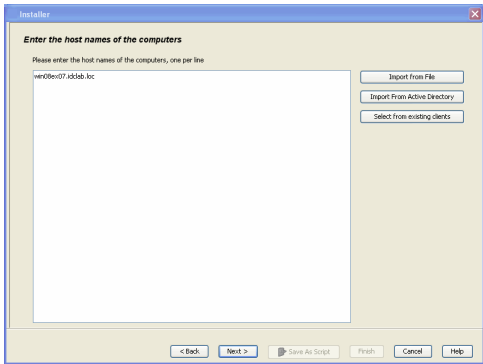 Installer
Enter the host names of the computers
Please enter the host names of the computers, one per line
win08ex07.idclab.loc
Import from File
Import From Active Directory
Select from existing clients
< Back
Next >
Save As Script
Finish
Cancel
Help